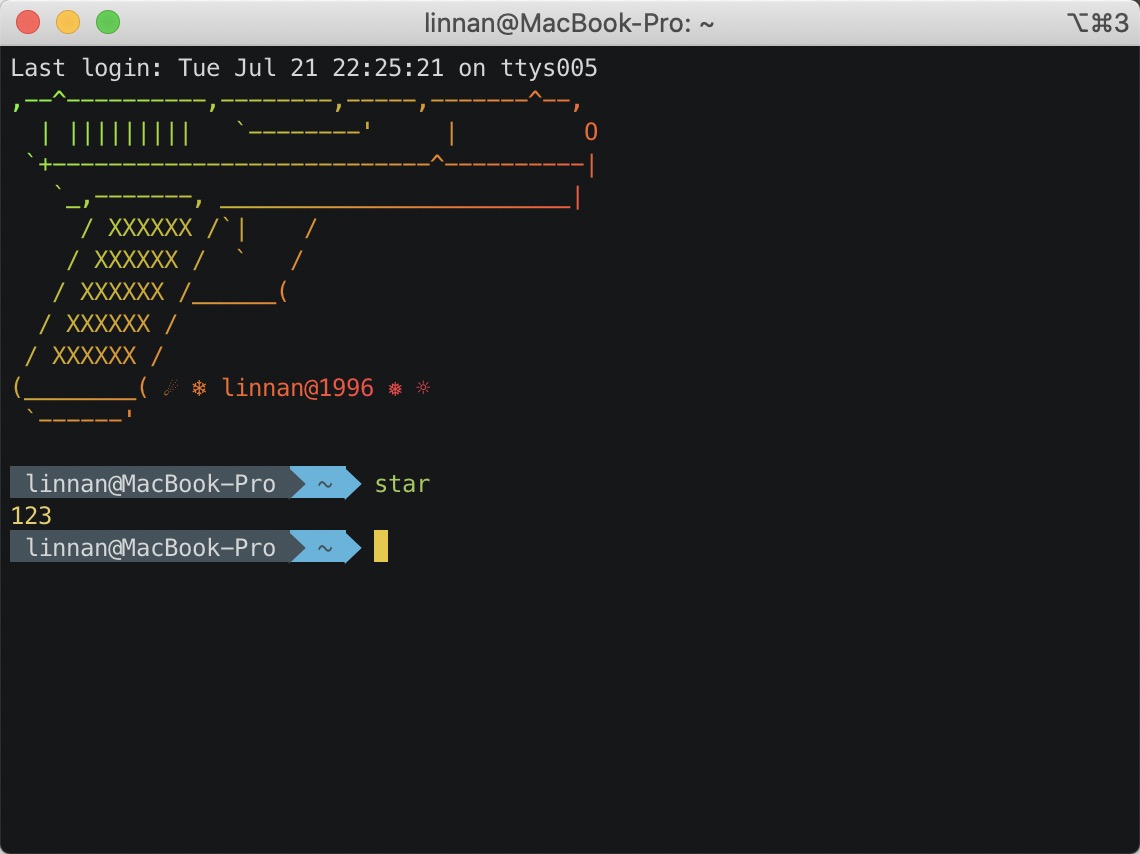 linnan@MacBook-Pro: ~
⌥⌘3
Last login: Tue Jul 21 22:25:21 on ttys005
,--^----------,--------,-----,-------^--,
  | |||||||||   `--------'     |         O
 `+---------------------------^----------|
   `_,-------, _________________________|
     / XXXXXX /`|    /
    / XXXXXX /  `   /
   / XXXXXX /______(
  / XXXXXX /
 / XXXXXX /
(________( ☄ ❄ linnan@1996 ❅ ☼
 `------'
linnan@MacBook-Pro ~ star
123
linnan@MacBook-Pro ~